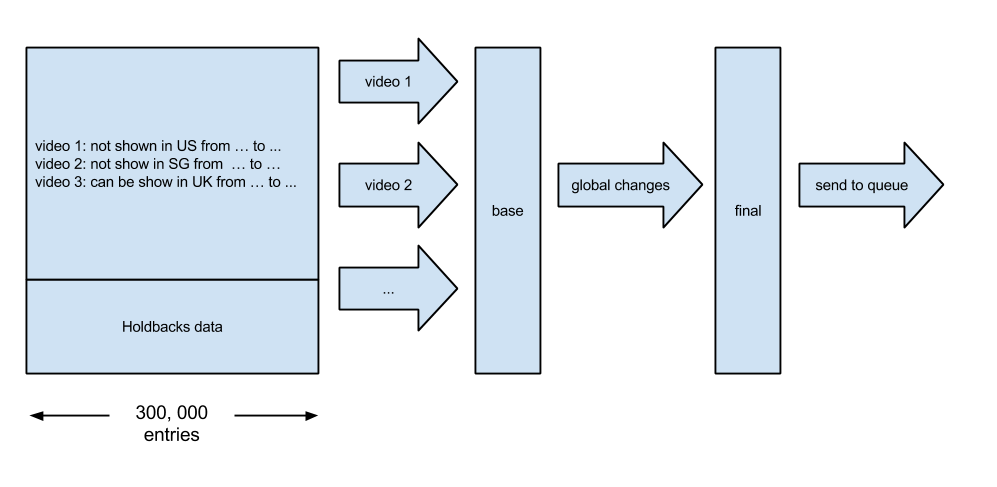 video 1: not shown in US from … to ...
video 2: not show in SG from … to …
video 3: can be show in UK from … to ...
Holdbacks data
300, 000
entries
video 1
video 2
...
base
global changes
final
send to queue